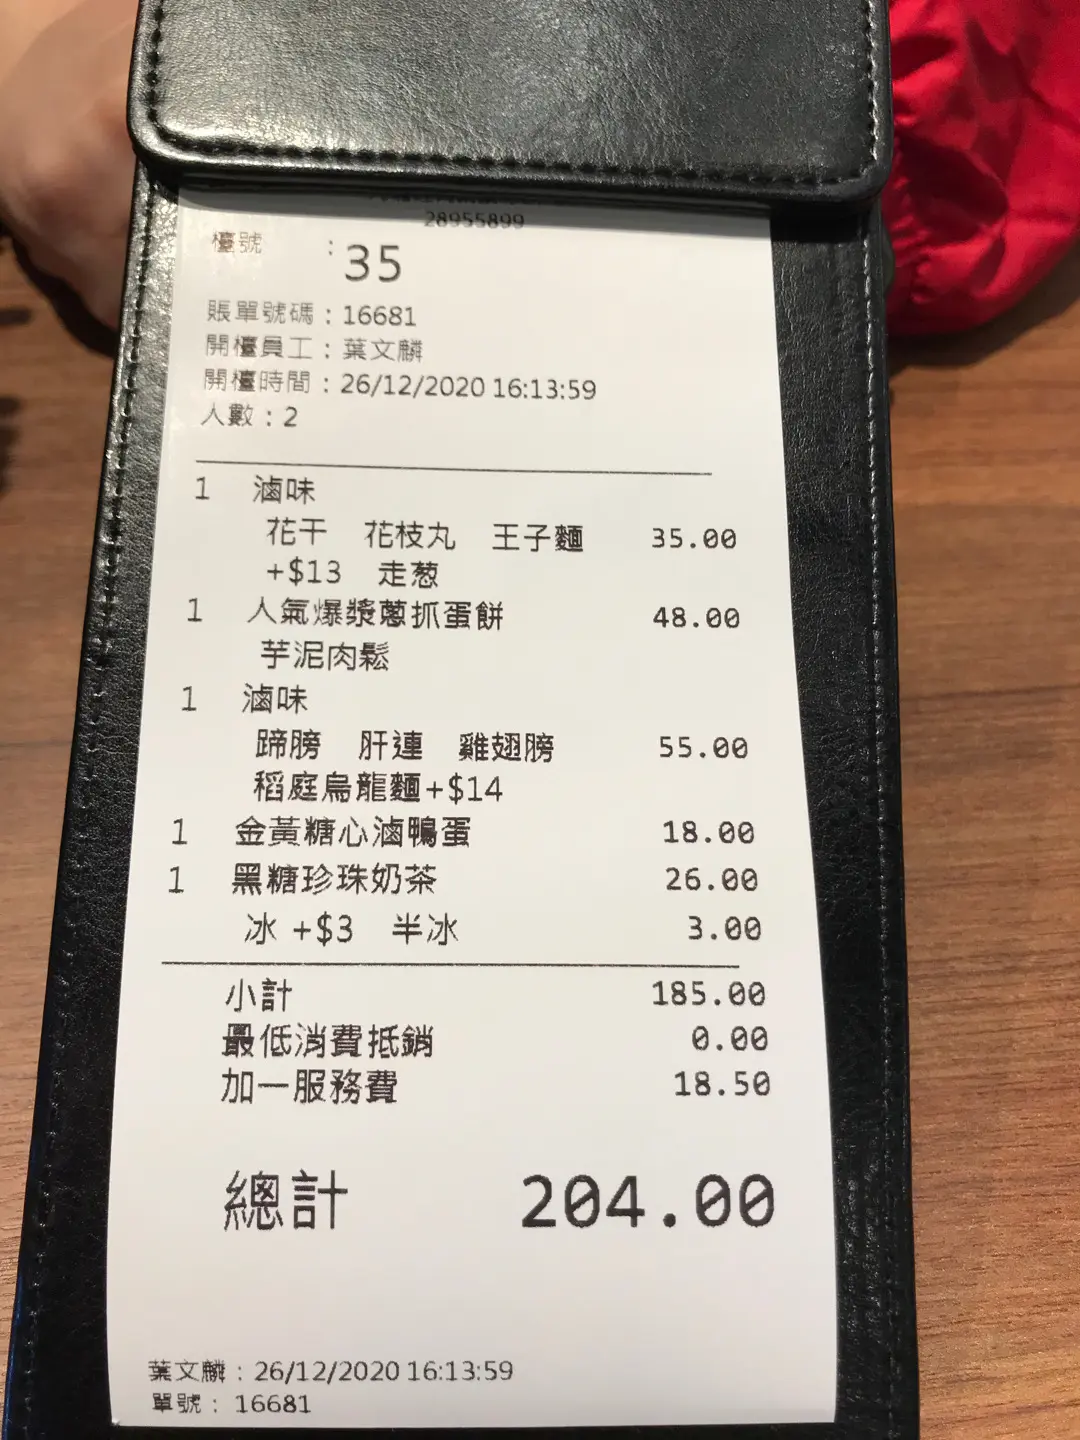 28955899
檯號 : 35
賬單號碼 : 16681
開檯員工 : 葉文麟
開檯時間 : 26/12/2020 16:13:59
人數 : 2
1 滷味
花干 花枝丸 王子麵 35.00
+$13 走葱
1 人氣爆漿蔥抓蛋餅 48.00
芋泥肉鬆
1 滷味
蹄膀 肝連 雞翅膀 55.00
稻庭烏龍麵+$14
1 金黃糖心滷鴨蛋 18.00
1 黑糖珍珠奶茶 26.00
冰 +$3 半冰 3.00
小計 185.00
最低消費抵銷 0.00
加一服務費 18.50
總計 204.00
葉文麟 : 26/12/2020 16:13:59
單號 : 16681